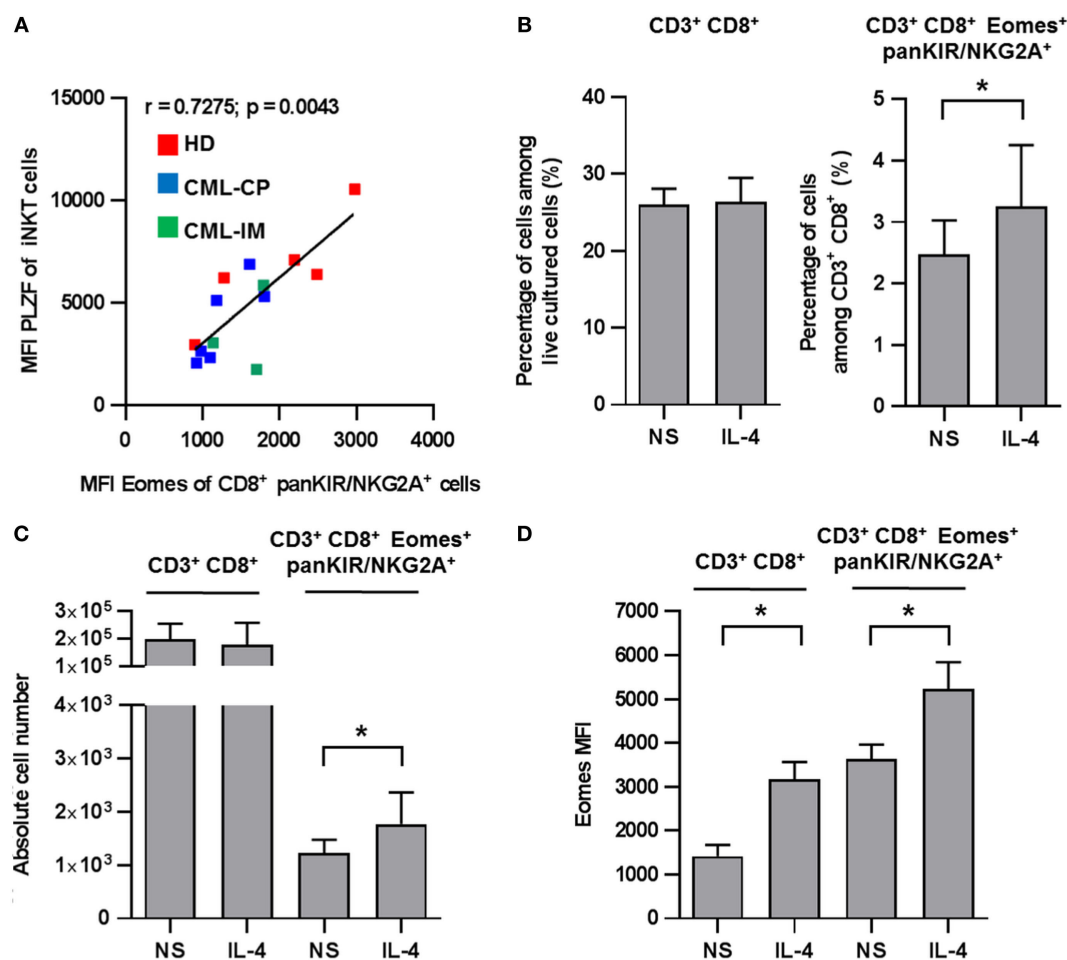 A
r = 0.7275; p = 0.0043
HD
CML-CP
CML-IM
MFI PLZF of iNKT cells
15000
10000
5000
0
0 1000 2000 3000 4000
MFI Eomes of CD8⁺ panKIR/NKG2A⁺ cells
B
CD3⁺ CD8⁺
Percentage of cells among
live cultured cells (%)
40
30
20
10
0
NS IL-4
CD3⁺ CD8⁺ Eomes⁺
panKIR/NKG2A⁺
*
Percentage of cells
among CD3⁺ CD8⁺ (%)
5
4
3
2
1
0
NS IL-4
C
CD3⁺ CD8⁺
CD3⁺ CD8⁺ Eomes⁺
panKIR/NKG2A⁺
Absolute cell number
3×10⁵
2×10⁵
1×10⁵
4×10³
3×10³
2×10³
1×10³
0
*
NS IL-4 NS IL-4
D
CD3⁺ CD8⁺
CD3⁺ CD8⁺ Eomes⁺
panKIR/NKG2A⁺
Eomes MFI
7000
6000
5000
4000
3000
2000
1000
0
* *
NS IL-4 NS IL-4